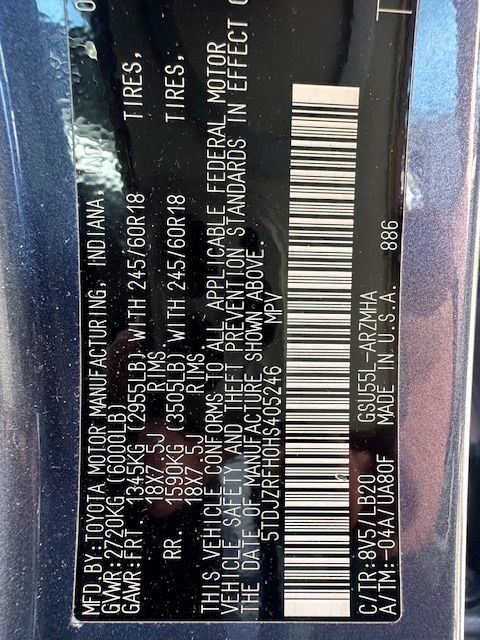 MFD.BY:TOYOTA MOTOR MANUFACTURING, INDIANA,
GVWR:2720KG (6000LB)
GAWR:FRT 1345KG (2955LB) WITH 245/60R18 TIRES,
18X7.5J RIMS
RR 1590KG (3505LB) WITH 245/60R18 TIRES,
18X7.5J RIMS
THIS VEHICLE CONFORMS TO ALL APPLICABLE FEDERAL MOTOR
VEHICLE SAFETY AND THEFT PREVENTION STANDARDS IN EFFECT
THE DATE OF MANUFACTURE SHOWN ABOVE.
5TDJZRFH0HS405246 MPV
C/TR:8V5/LB20 GSU55L-ARZMHA
A/TM:-04A/UA80F MADE IN U.S.A. 886